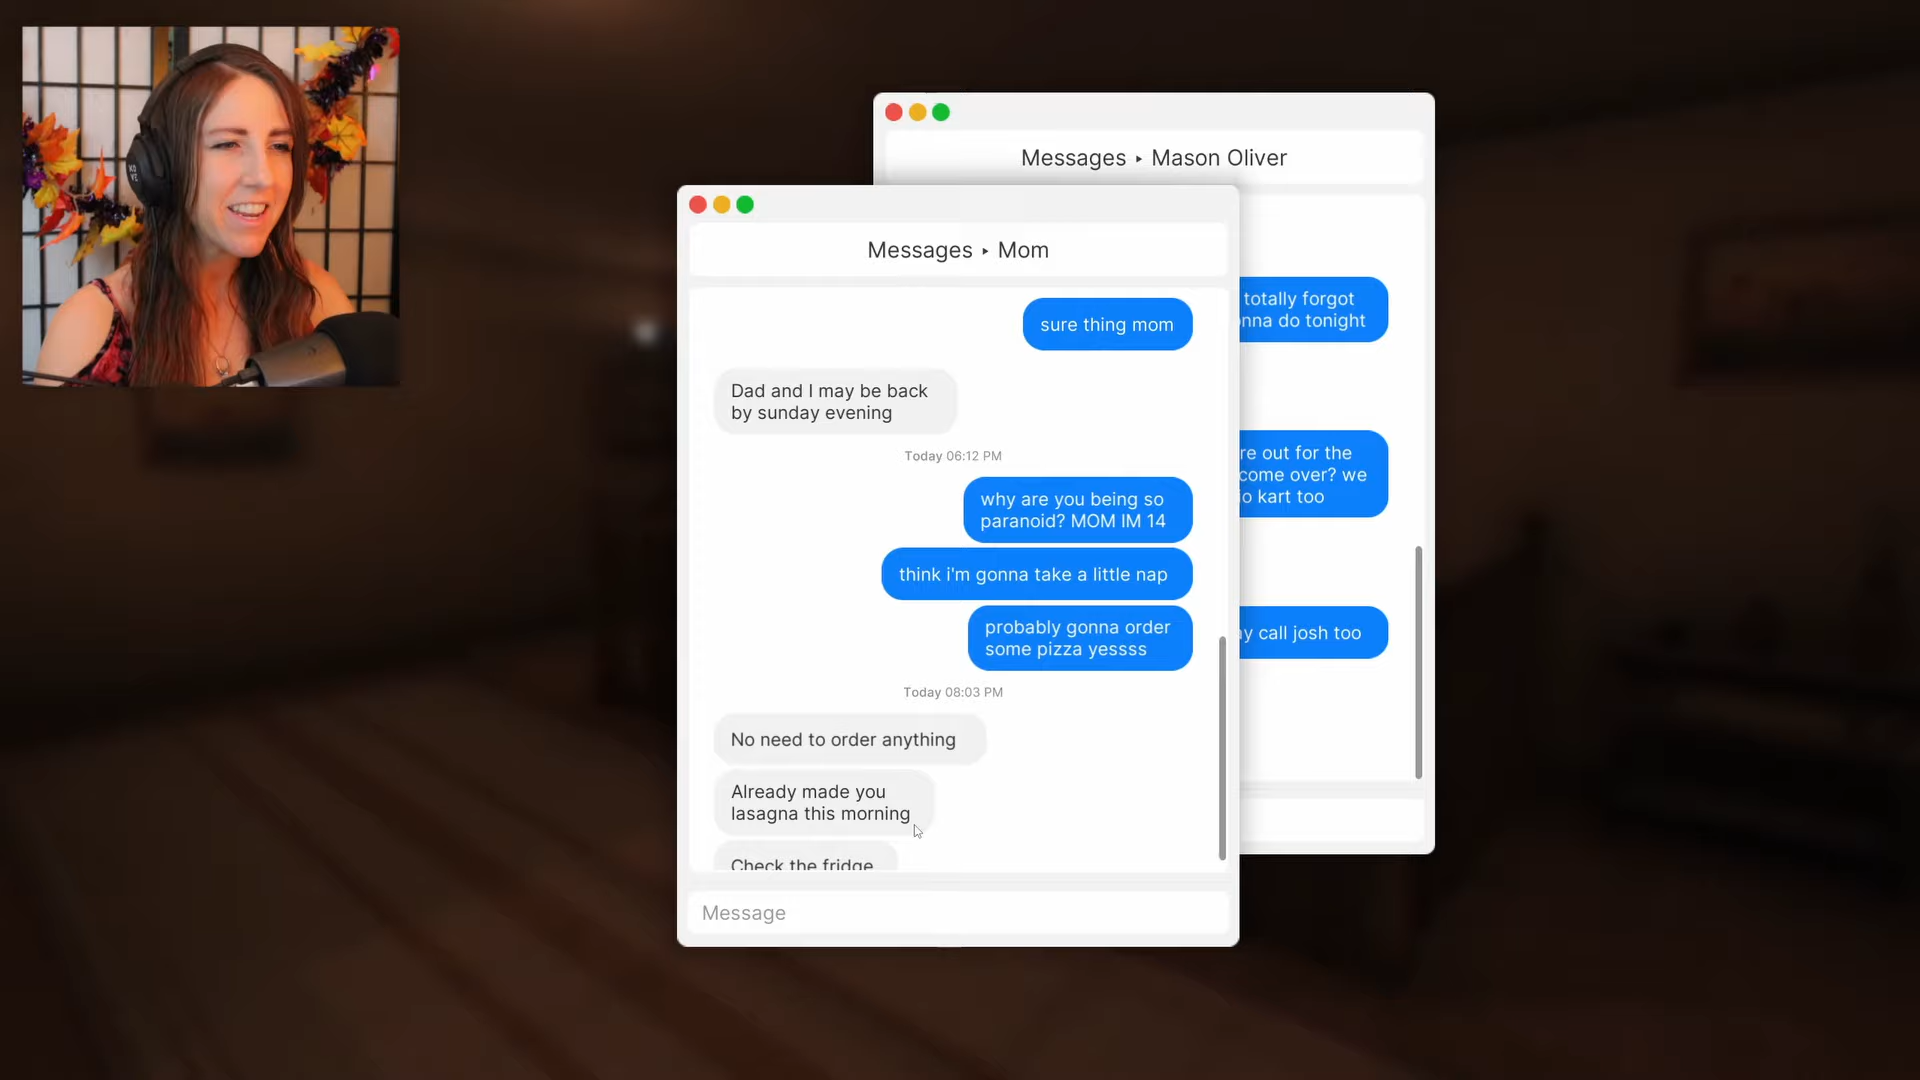 Messages ▸ Mason Oliver
totally forgot
nna do tonight
re out for the
come over? we
io kart too
ay call josh too
Messages ▸ Mom
sure thing mom
Dad and I may be back
by sunday evening
Today 06:12 PM
why are you being so
paranoid? MOM IM 14
think i'm gonna take a little nap
probably gonna order
some pizza yessss
Today 08:03 PM
No need to order anything
Already made you
lasagna this morning
Check the fridge
Message